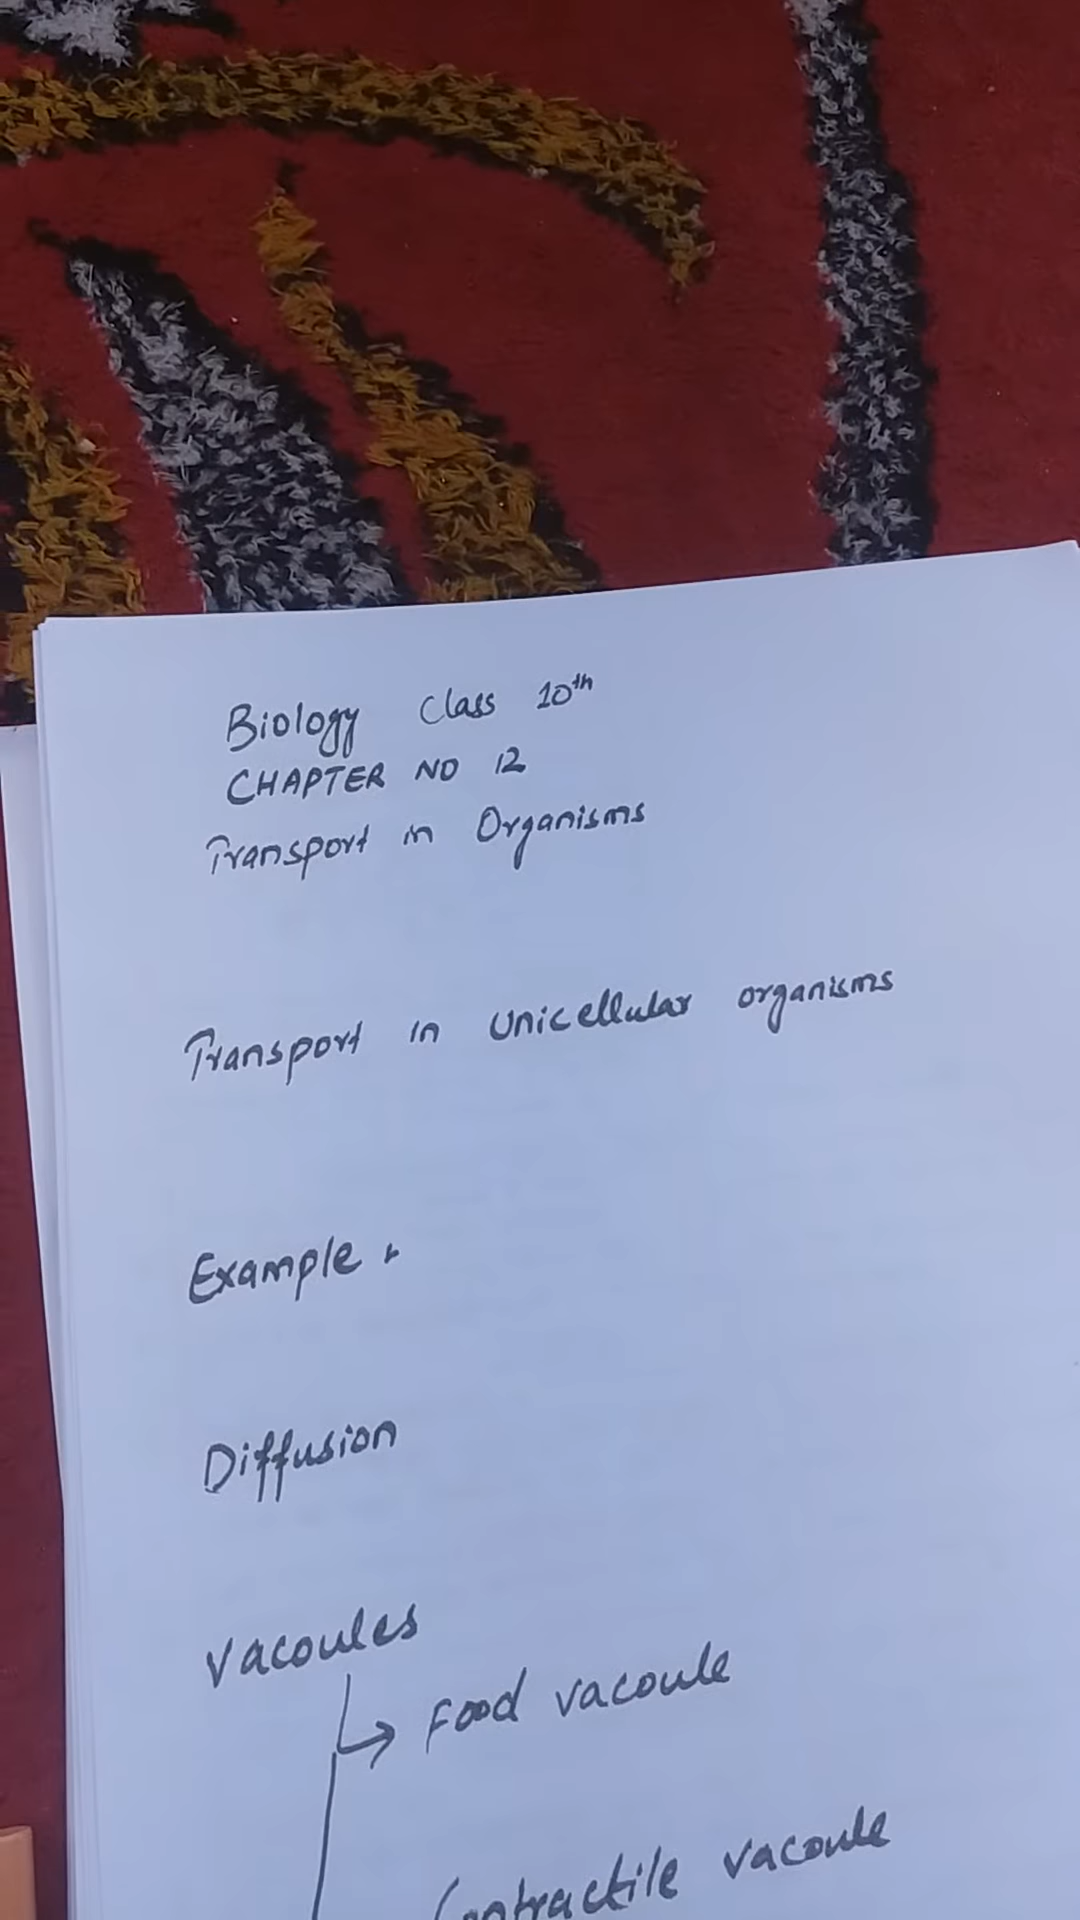 Biology Class 10th
CHAPTER NO 12
Transport in Organisms
Transport in Unicellular organisms
Example
Diffusion
Vacoules
Food vacoule
Contractile vacoule